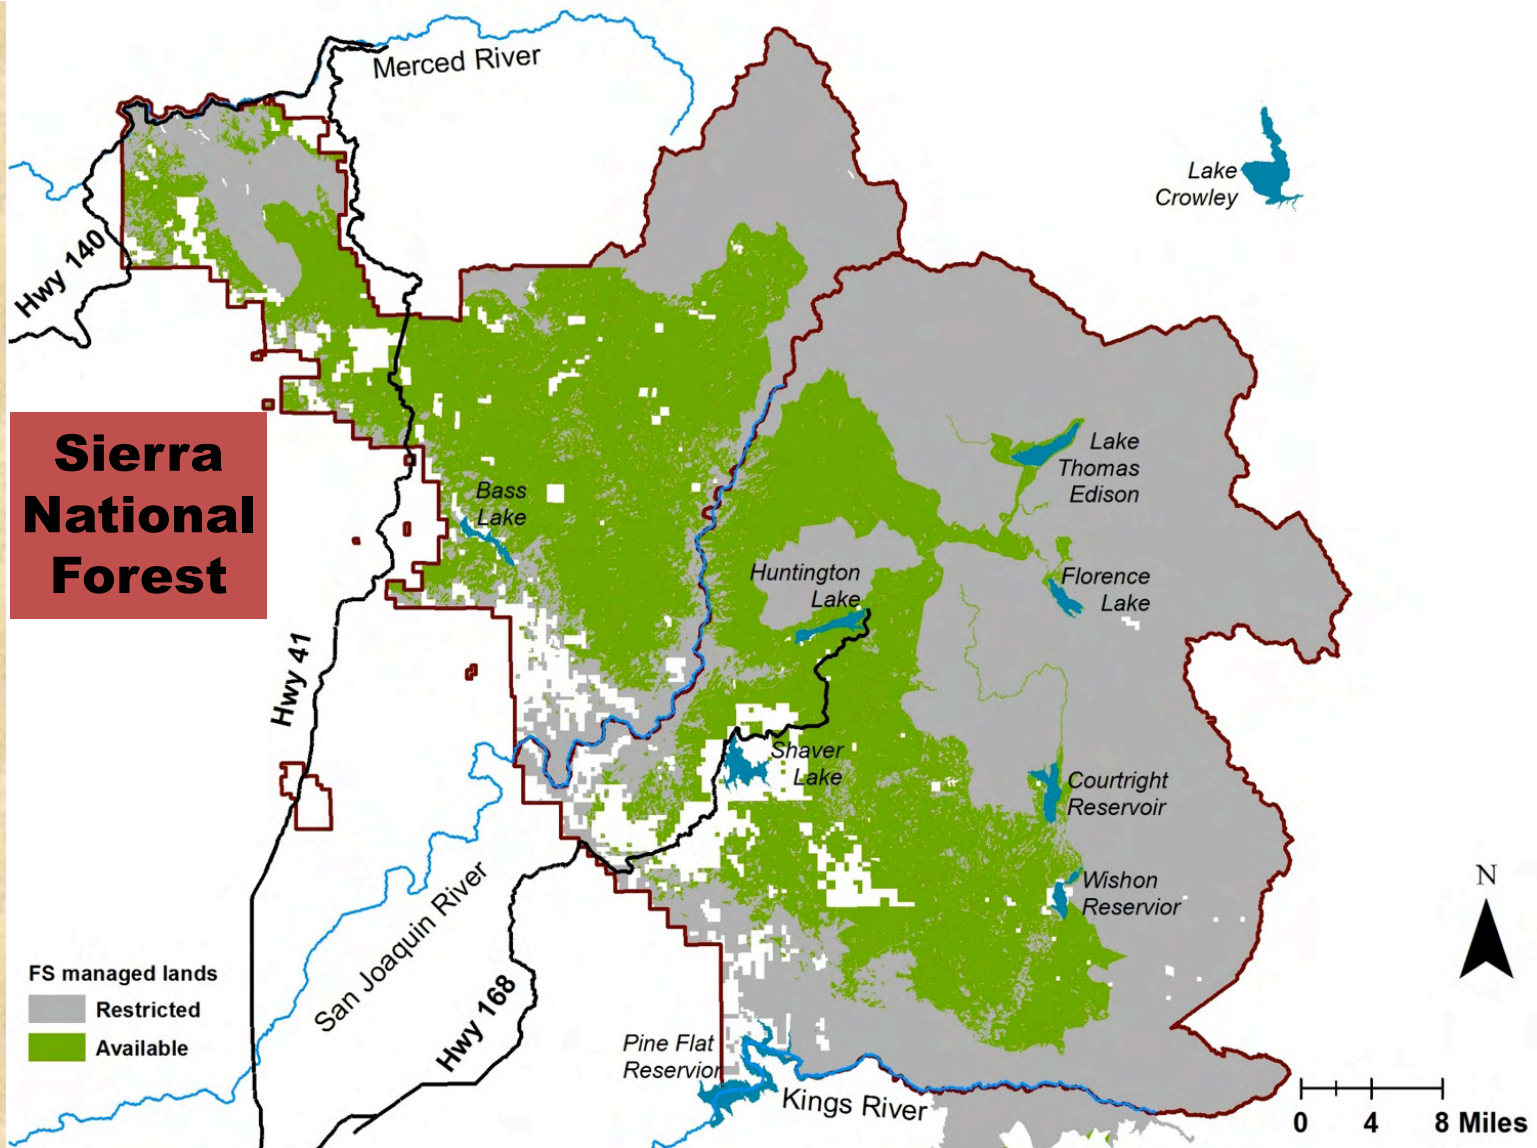 Merced River
Lake
Crowley
Hwy 140
Sierra
National
Forest
Lake
Thomas
Edison
Bass
Lake
Huntington
Lake
Florence
Lake
Hwy 41
Shaver
Lake
Courtright
Reservoir
Wishon
Reservior
N
San Joaquin River
FS managed lands
Restricted
Available
Hwy 168
Pine Flat
Reservior
Kings River
0 4 8 Miles